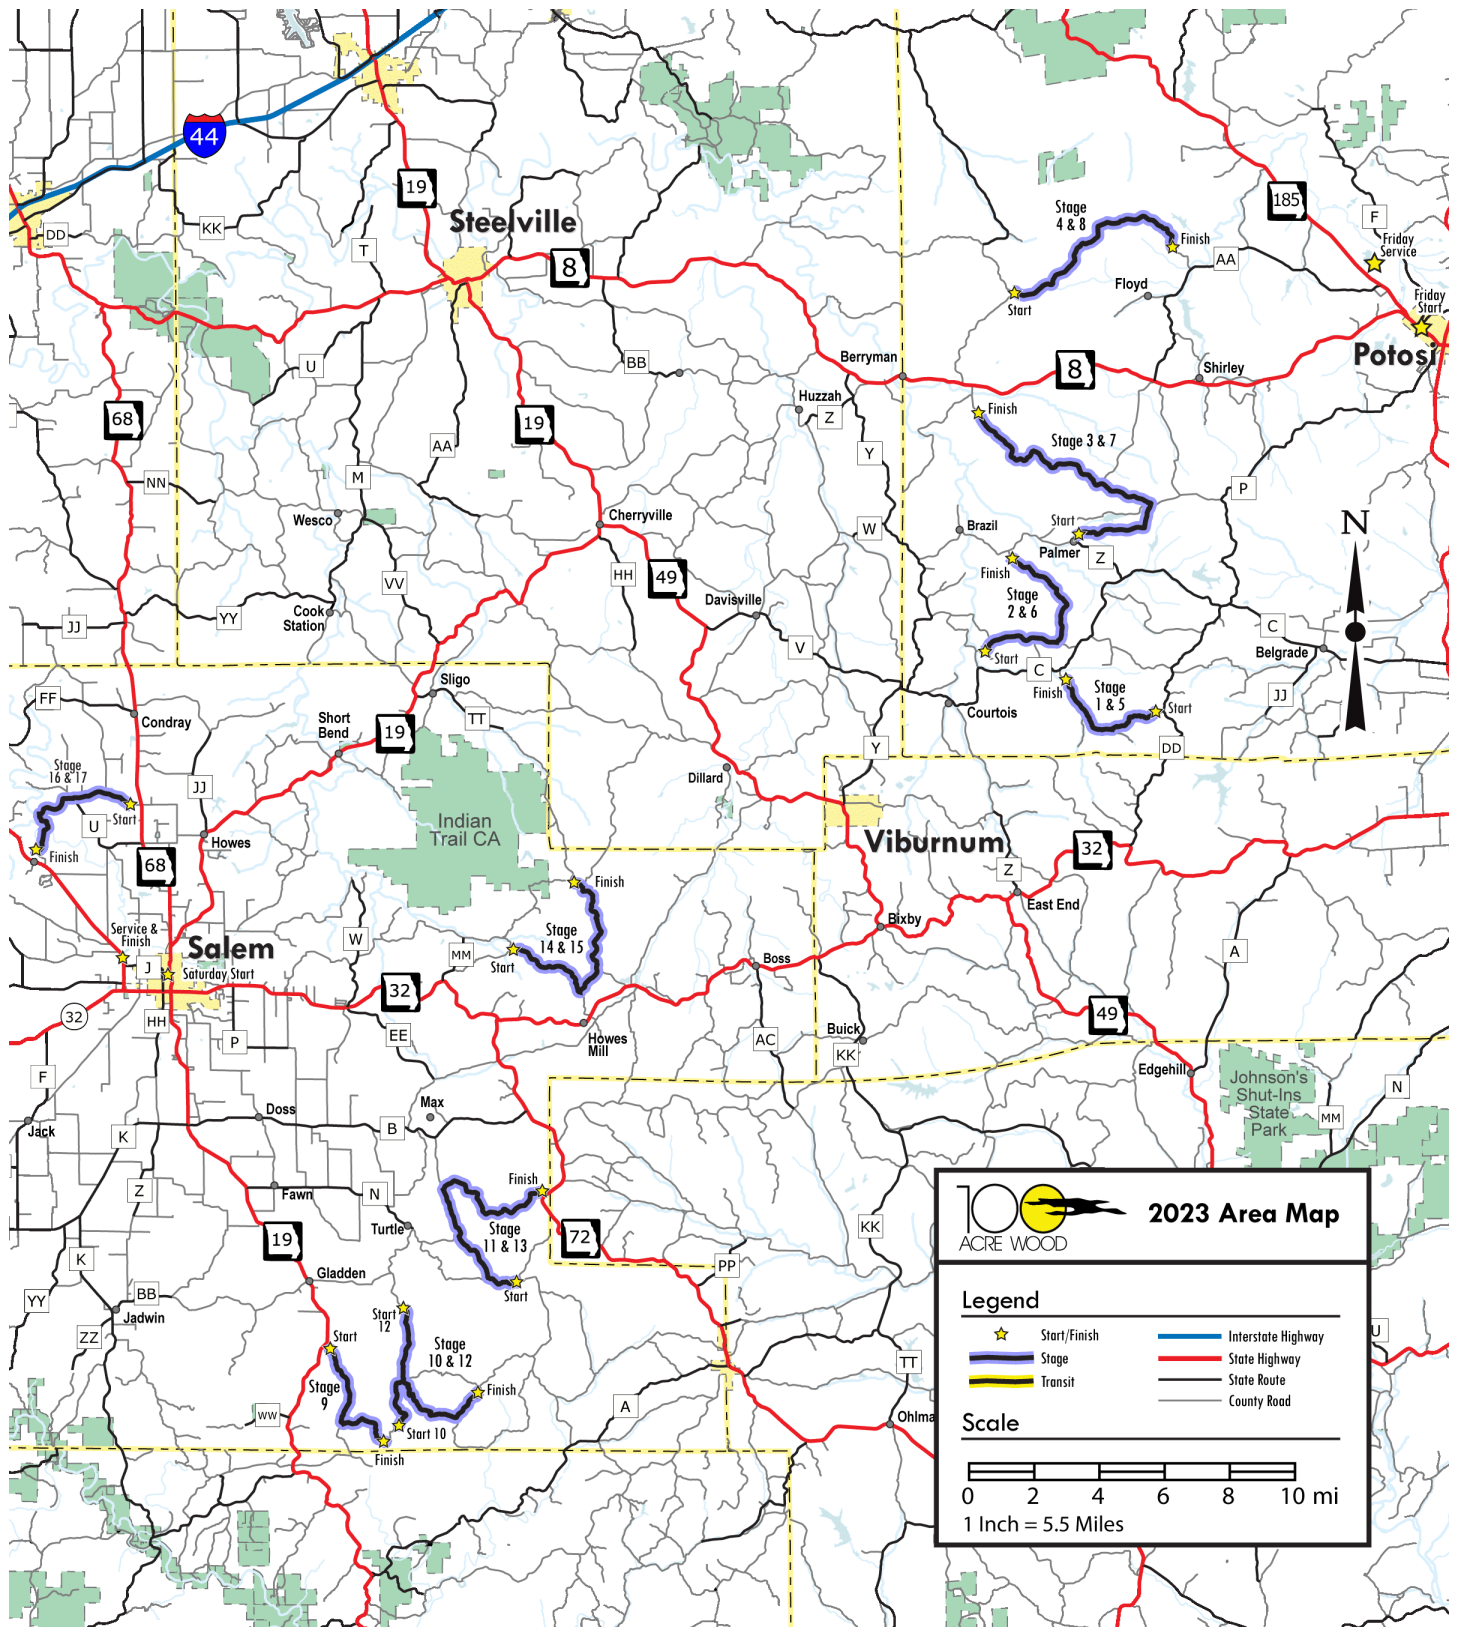 44
19
Steelville
8
DD
KK
T
U
68
NN
AA
M
BB
19
Wesco
VV
Cook
Station
YY
JJ
Cherryville
HH
49
Davisville
V
Berryman
Huzzah
Z
Y
W
Stage
4 & 8
Finish
Start
AA
Floyd
185
F
Friday
Service
Friday
Start
Potosi
8
Shirley
Finish
Stage 3 & 7
P
Brazil
Start
Palmer
Z
Finish
Stage
2 & 6
Start
C
Finish
Stage
1 & 5
Start
Courtois
DD
C
Belgrade
JJ
N
FF
Condray
Sligo
TT
Short
Bend
19
JJ
Stage
16 & 17
Start
U
Finish
Howes
68
Indian
Trail CA
Dillard
Y
Viburnum
32
Z
East End
Bixby
A
Service &
Finish
J
Salem
Saturday Start
W
MM
Finish
Stage
14 & 15
Start
Boss
32
32
HH
P
EE
Howes
Mill
AC
Buick
KK
49
Edgehill
Johnson's
Shut-Ins
State
Park
N
MM
F
Jack
K
Doss
Max
B
Z
Fawn
N
Turtle
Finish
Stage
11 & 13
Start
72
KK
PP
K
19
Gladden
YY
BB
Jadwin
ZZ
Start
12
Start
Stage
10 & 12
Stage
9
Finish
Start 10
Finish
WW
A
TT
Ohlma
U
100
ACRE WOOD
2023 Area Map
Legend
Start/Finish
Stage
Transit
Interstate Highway
State Highway
State Route
County Road
Scale
0 2 4 6 8 10 mi
1 Inch = 5.5 Miles